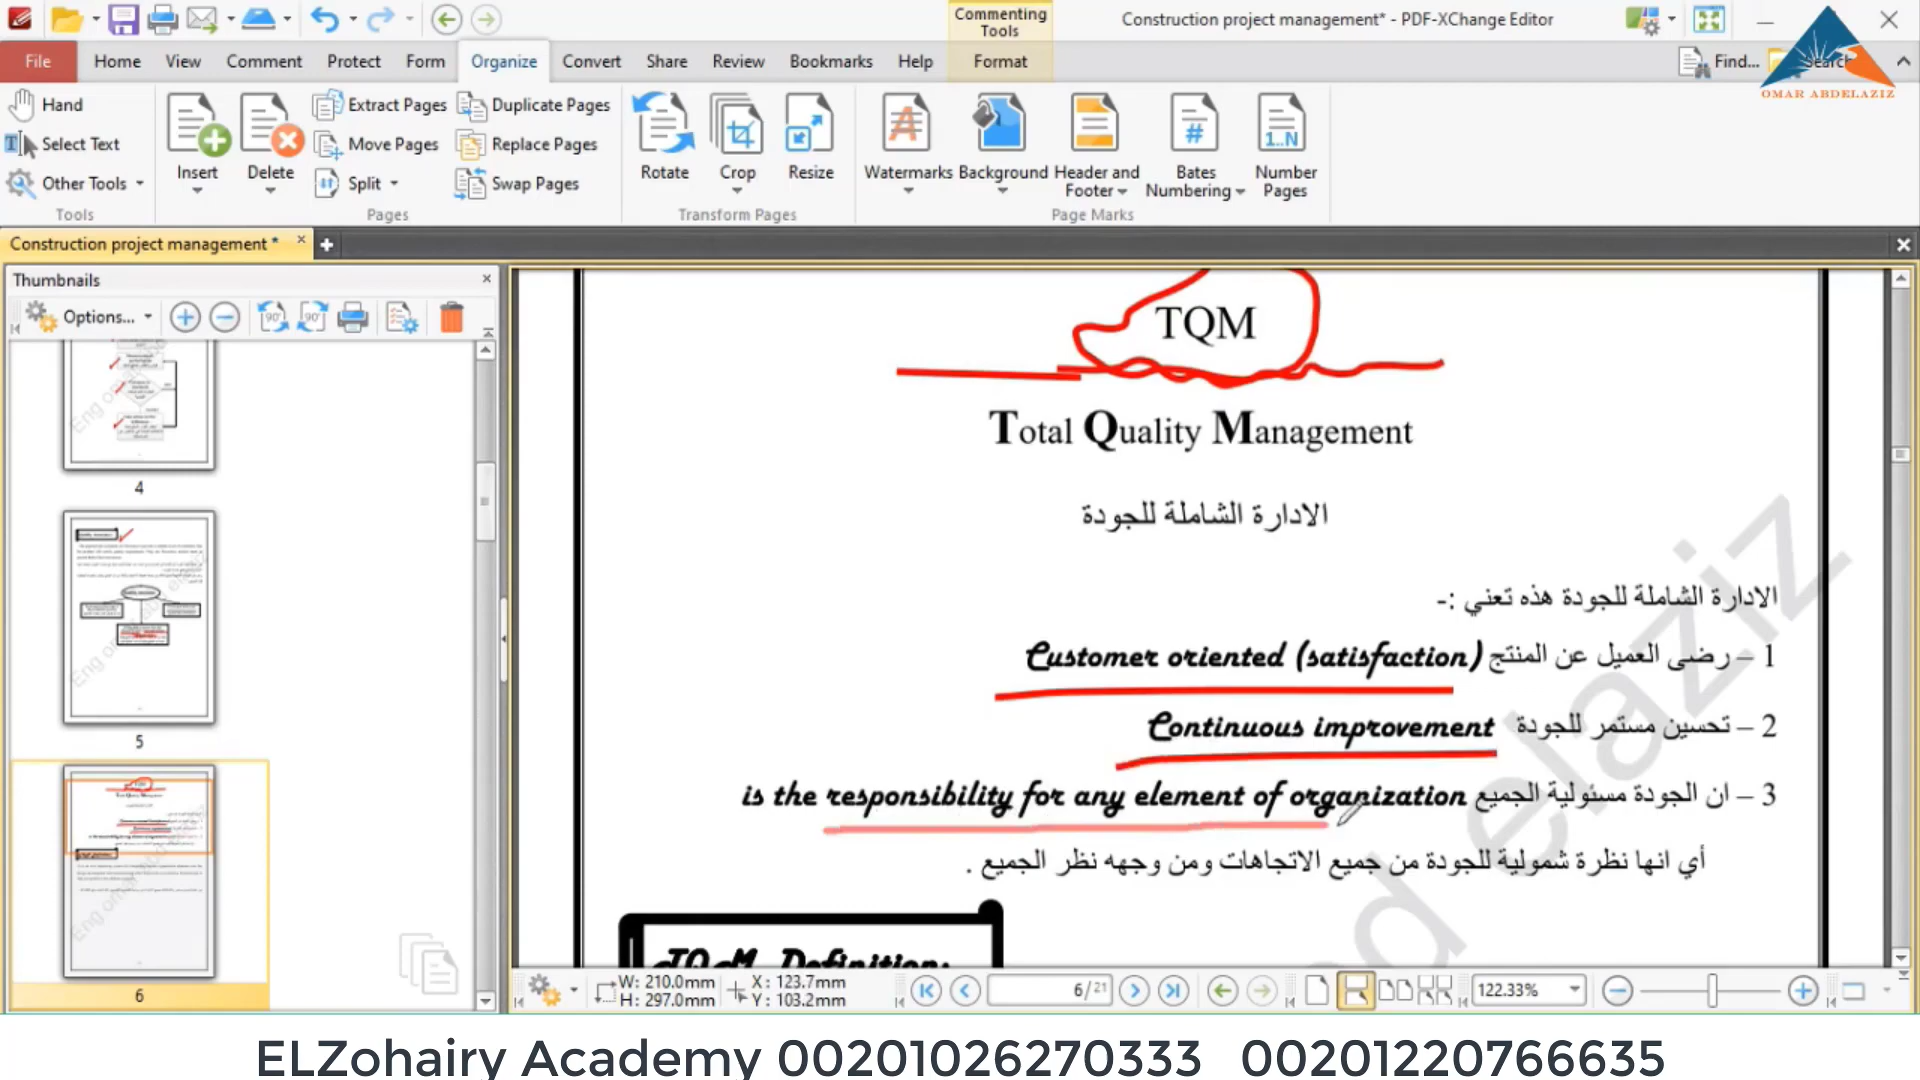 Commenting Tools
Construction project management* - PDF-XChange Editor
File Home View Comment Protect Form Organize Convert Share Review Bookmarks Help Format Find...
OMAR ABDELAZIZ
Hand
Select Text
Other Tools
Tools
Insert
Delete
Extract Pages
Move Pages
Split
Duplicate Pages
Replace Pages
Swap Pages
Pages
Rotate
Crop
Resize
Transform Pages
Watermarks
Background
Header and Footer
Bates Numbering
Number Pages
Page Marks
Construction project management *
Thumbnails
Options...
4
5
6
TQM
Total Quality Management
الادارة الشاملة للجودة
الادارة الشاملة للجودة هذه تعني :-
1 – رضى العميل عن المنتج Customer oriented (satisfaction)
2 – تحسين مستمر للجودة Continuous improvement
3 – ان الجودة مسئولية الجميع is the responsibility for any element of organization
أي انها نظرة شمولية للجودة من جميع الاتجاهات ومن وجهه نظر الجميع .
TQM Definition:
d elaziz
W: 210.0mm
H: 297.0mm
X: 123.7mm
Y: 103.2mm
6/21
122.33%
ELZohairy Academy 00201026270333 00201220766635